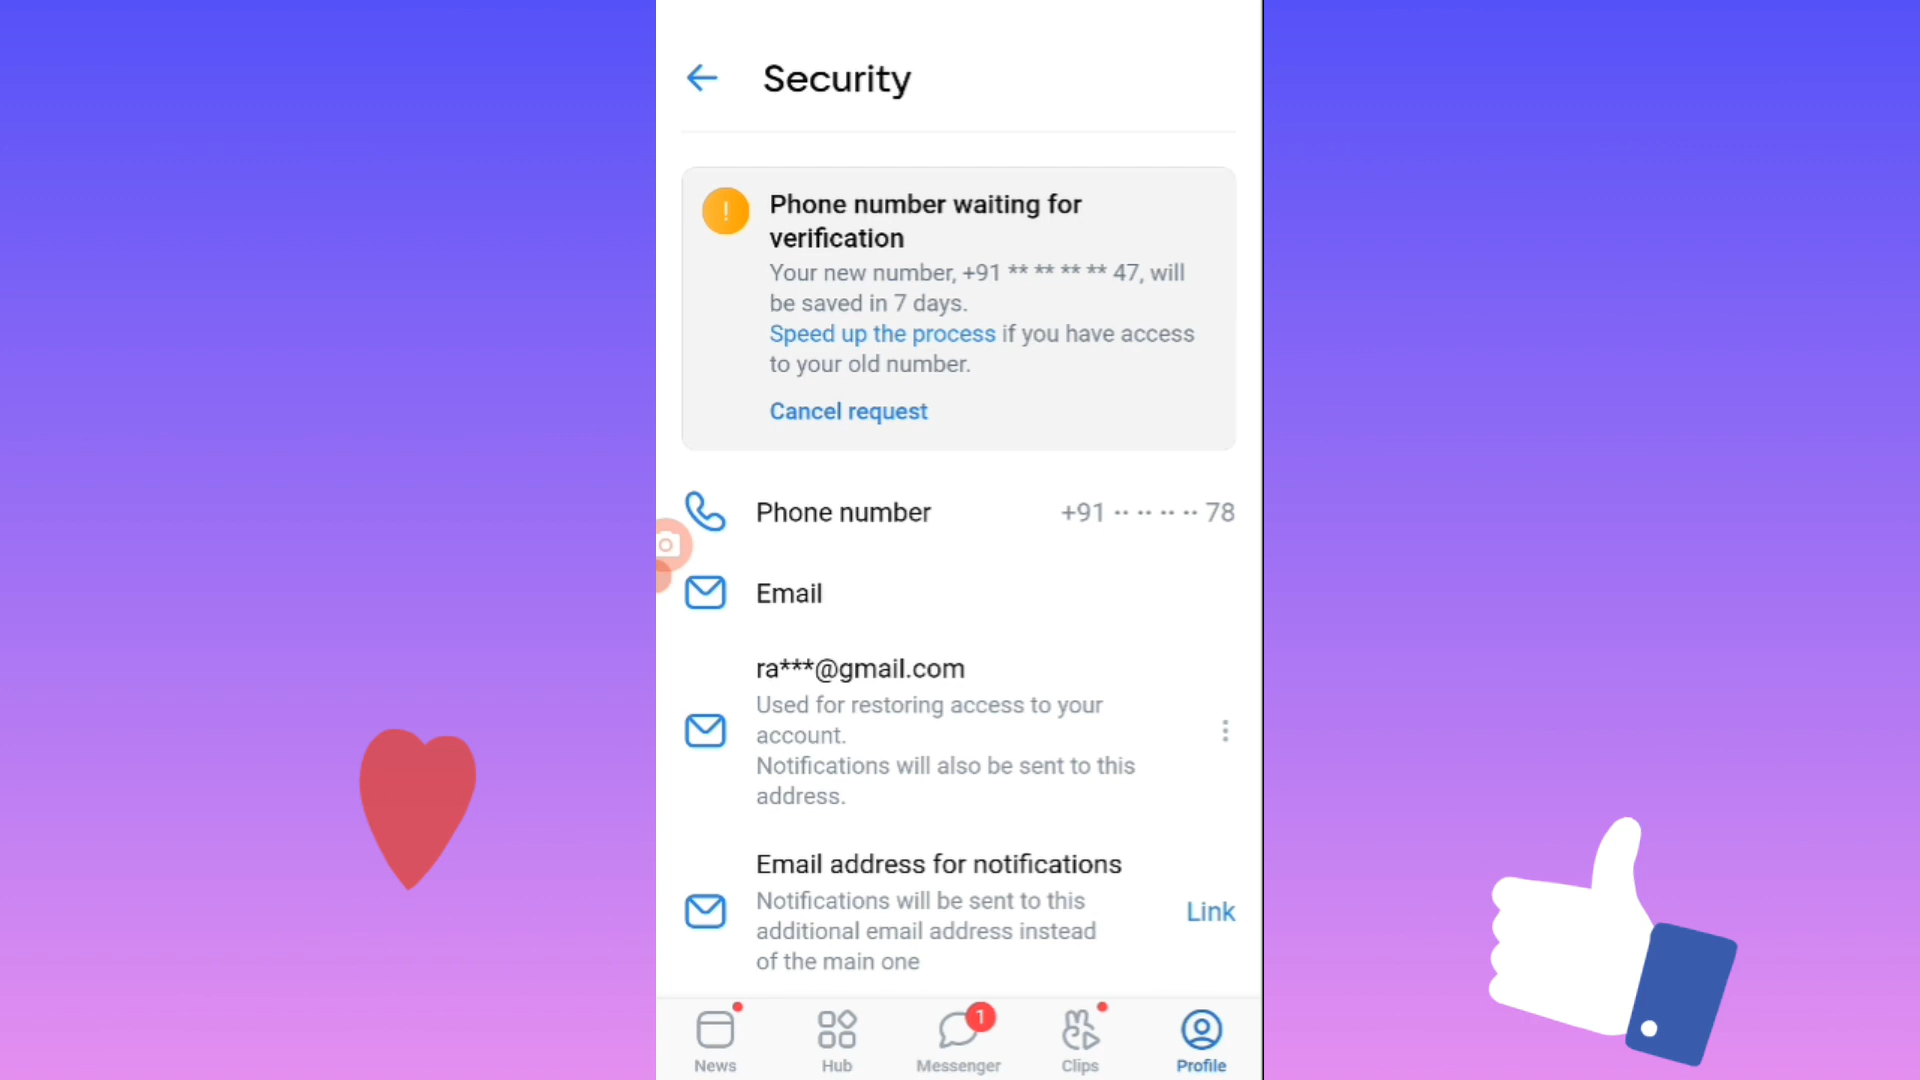 Security
Phone number waiting for
verification
Your new number, +91 ** ** ** ** 47, will
be saved in 7 days.
Speed up the process if you have access
to your old number.
Cancel request
Phone number +91 ·· ·· ·· ·· 78
Email
ra***@gmail.com
Used for restoring access to your
account.
Notifications will also be sent to this
address.
Email address for notifications
Notifications will be sent to this
additional email address instead
of the main one
Link
1
News Hub Messenger Clips Profile